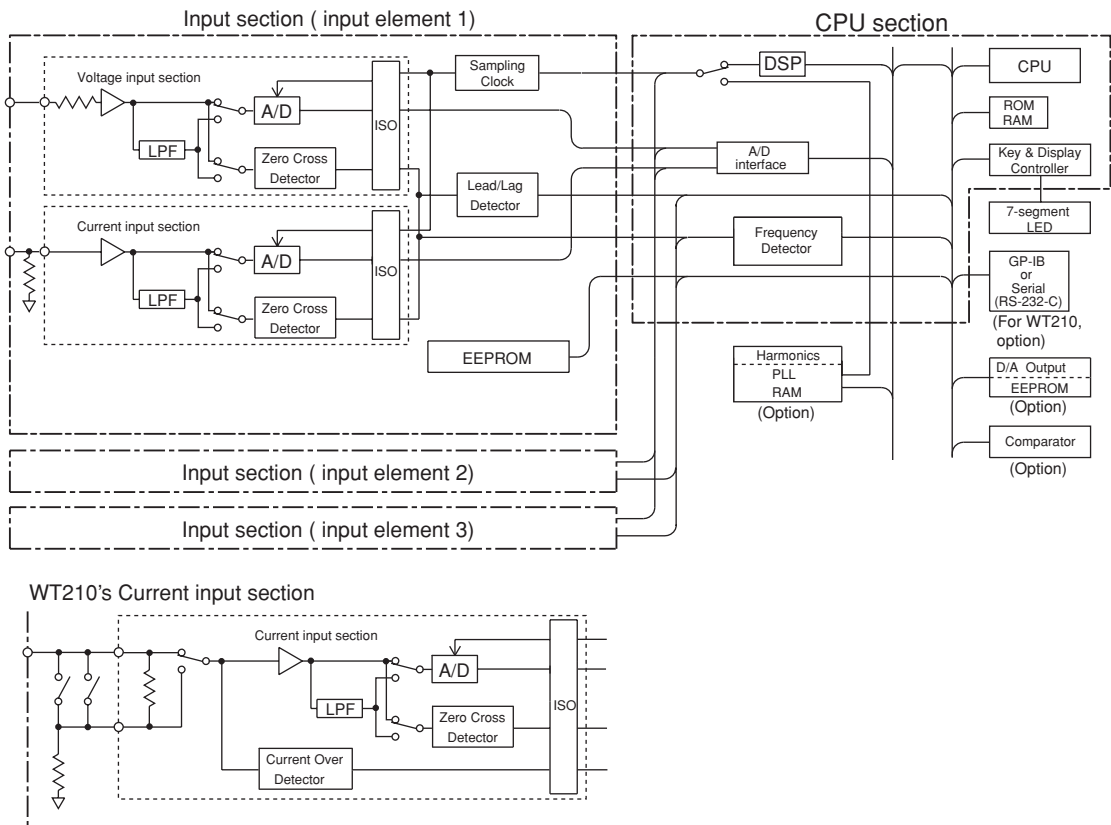 Input section ( input element 1)
CPU section
Voltage input section
A/D
LPF
Zero Cross
Detector
ISO
Sampling
Clock
DSP
CPU
ROM
RAM
A/D
interface
Key & Display
Controller
Lead/Lag
Detector
7-segment
LED
Current input section
A/D
LPF
Zero Cross
Detector
ISO
Frequency
Detector
GP-IB
or
Serial
(RS-232-C)
(For WT210,
option)
EEPROM
Harmonics
PLL
RAM
(Option)
D/A Output
EEPROM
(Option)
Comparator
(Option)
Input section ( input element 2)
Input section ( input element 3)
WT210's Current input section
Current input section
A/D
LPF
Zero Cross
Detector
ISO
Current Over
Detector